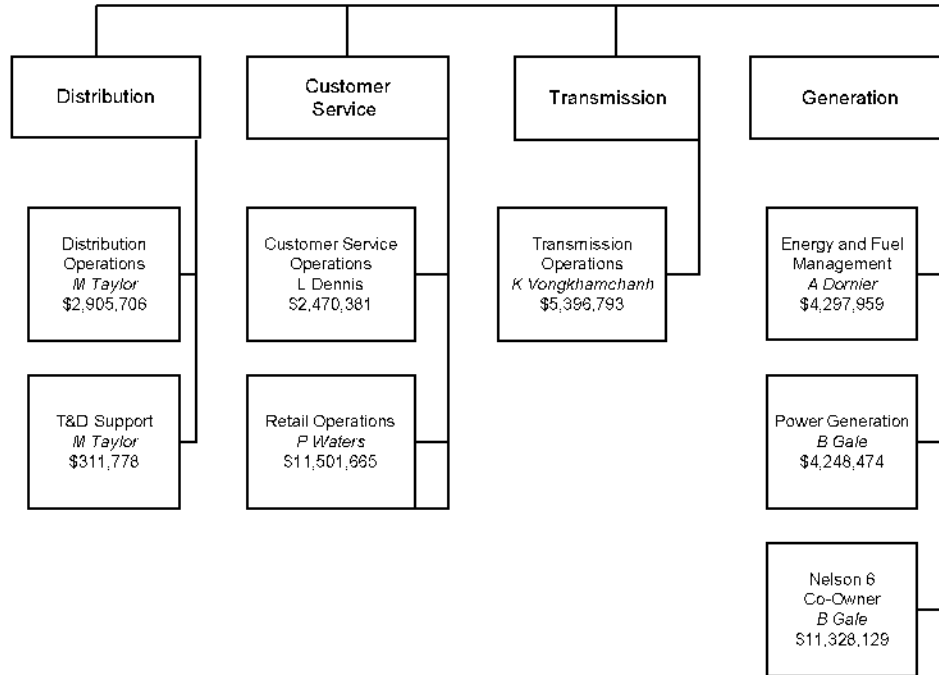 Distribution
Customer
Service
Transmission
Generation
Distribution
Operations
M Taylor
$2,905,706
Customer Service
Operations
L Dennis
$2,470,381
Transmission
Operations
K Vongkhamchanh
$5,396,793
Energy and Fuel
Management
A Dornier
$4,297,959
T&D Support
M Taylor
$311,778
Retail Operations
P Waters
$11,501,665
Power Generation
B Gale
$4,248,474
Nelson 6
Co-Owner
B Gale
$11,328,129